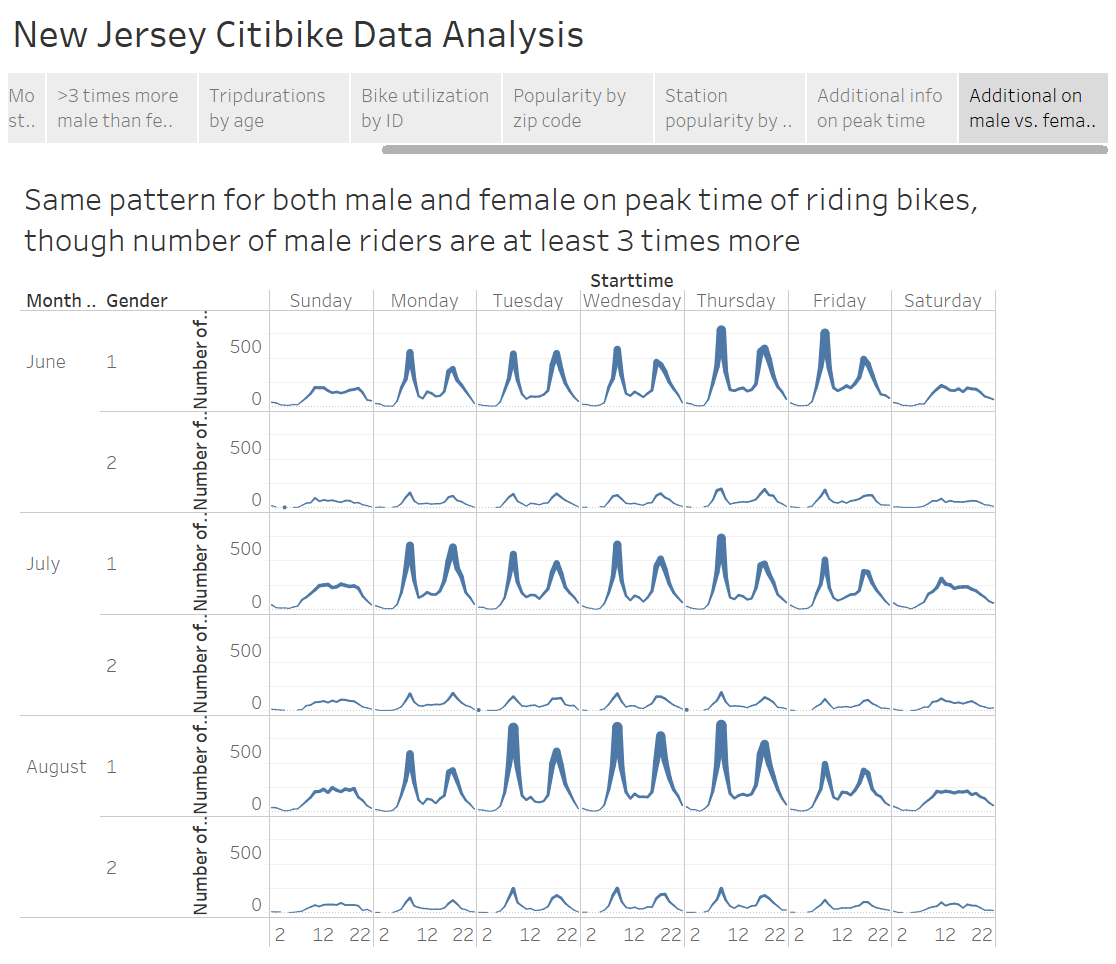 New Jersey Citibike Data Analysis
Mo st..
>3 times more male than fe..
Tripdurations by age
Bike utilization by ID
Popularity by zip code
Station popularity by ..
Additional info on peak time
Additional on male vs. fema..
Same pattern for both male and female on peak time of riding bikes,
though number of male riders are at least 3 times more
Starttime
Month .. Gender Sunday Monday Tuesday Wednesday Thursday Friday Saturday
June 1 Number of.. 500 0
2 Number of.. 500 0
July 1 Number of.. 500 0
2 Number of.. 500 0
August 1 Number of.. 500 0
2 Number of.. 500 0
2 12 22 2 12 22 2 12 22 2 12 22 2 12 22 2 12 22 2 12 22